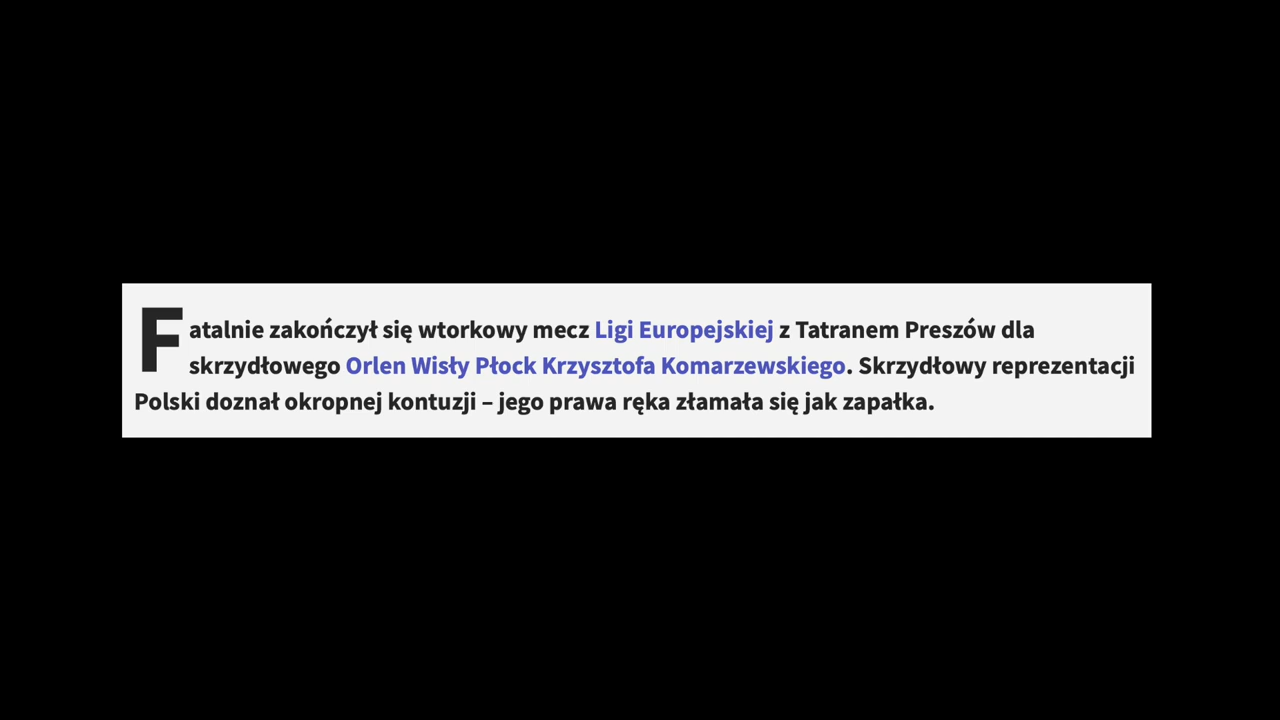 Fatalnie zakończył się wtorkowy mecz Ligi Europejskiej z Tatranem Preszów dla
skrzydłowego Orlen Wisły Płock Krzysztofa Komarzewskiego. Skrzydłowy reprezentacji
Polski doznał okropnej kontuzji – jego prawa ręka złamała się jak zapałka.